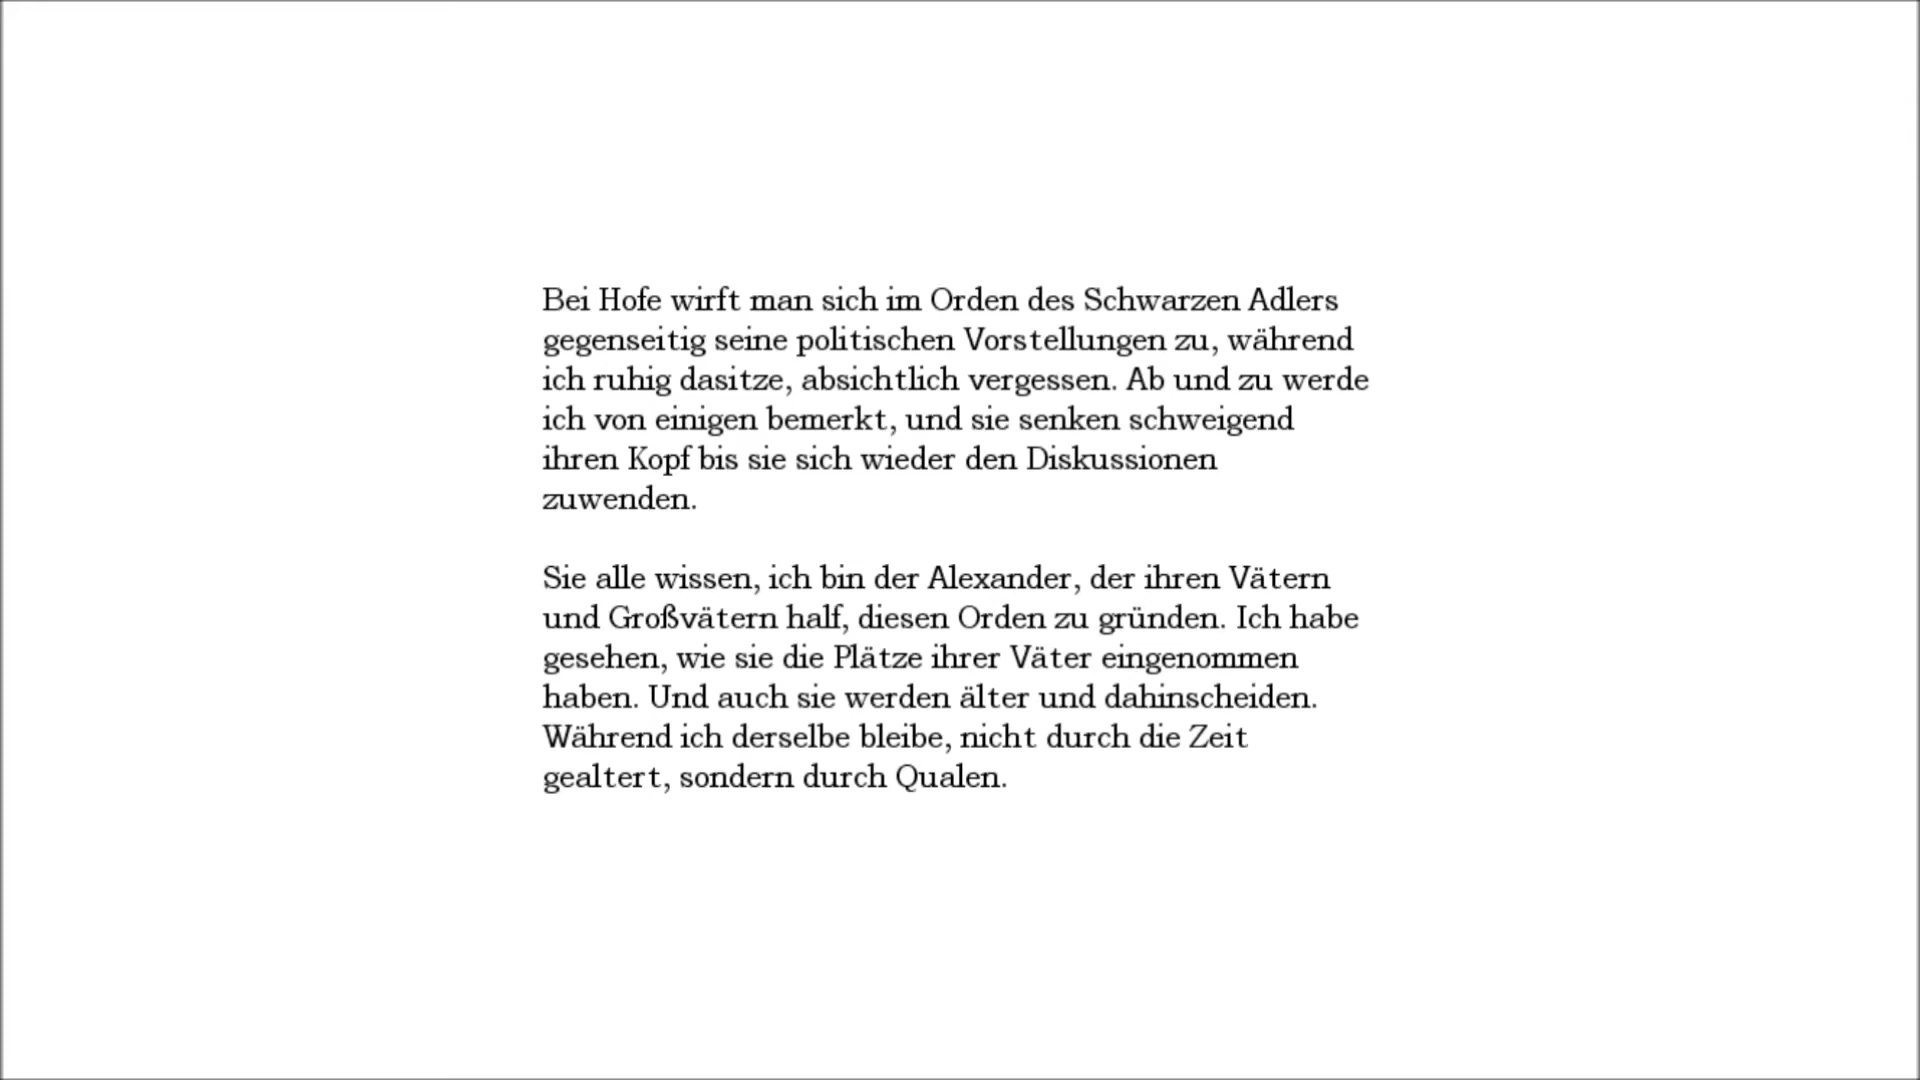 Bei Hofe wirft man sich im Orden des Schwarzen Adlers
gegenseitig seine politischen Vorstellungen zu, während
ich ruhig dasitze, absichtlich vergessen. Ab und zu werde
ich von einigen bemerkt, und sie senken schweigend
ihren Kopf bis sie sich wieder den Diskussionen
zuwenden.

Sie alle wissen, ich bin der Alexander, der ihren Vätern
und Großvätern half, diesen Orden zu gründen. Ich habe
gesehen, wie sie die Plätze ihrer Väter eingenommen
haben. Und auch sie werden älter und dahinscheiden.
Während ich derselbe bleibe, nicht durch die Zeit
gealtert, sondern durch Qualen.